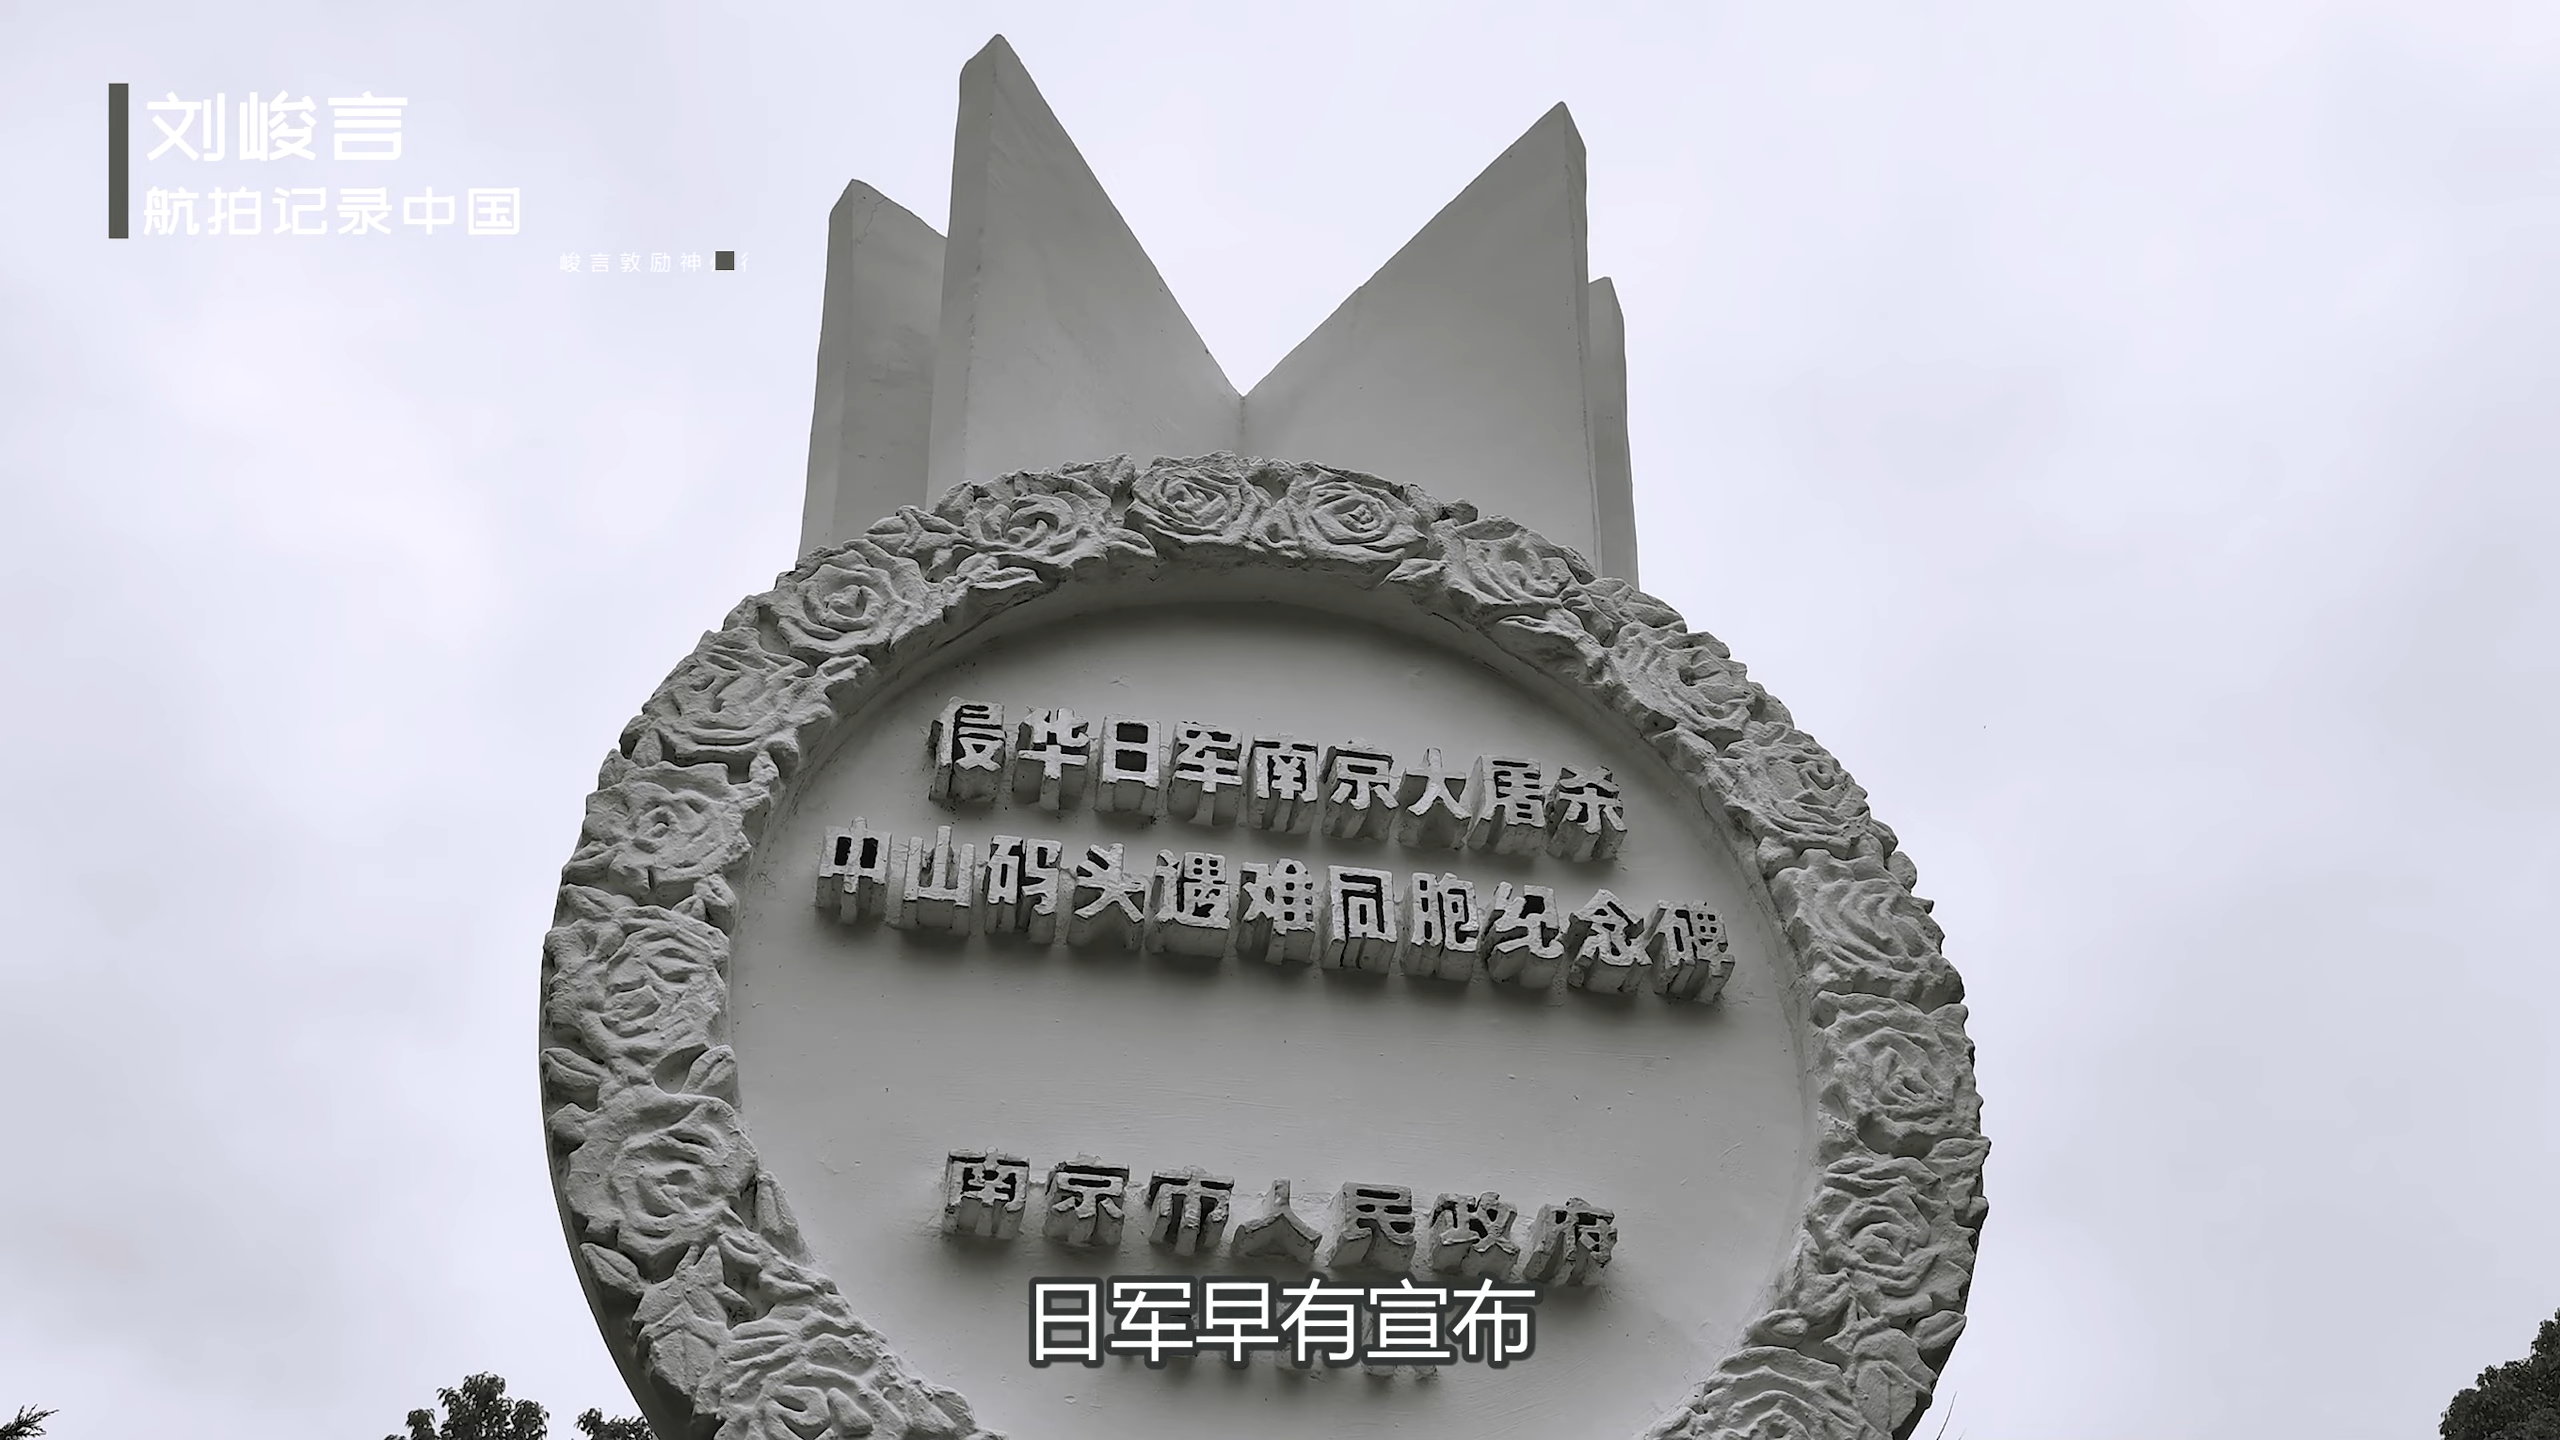 刘峻言
航拍记录中国
峻言敦励神
侵华日军南京大屠杀
中山码头遇难同胞纪念碑
南京市人民政府
日军早有宣布